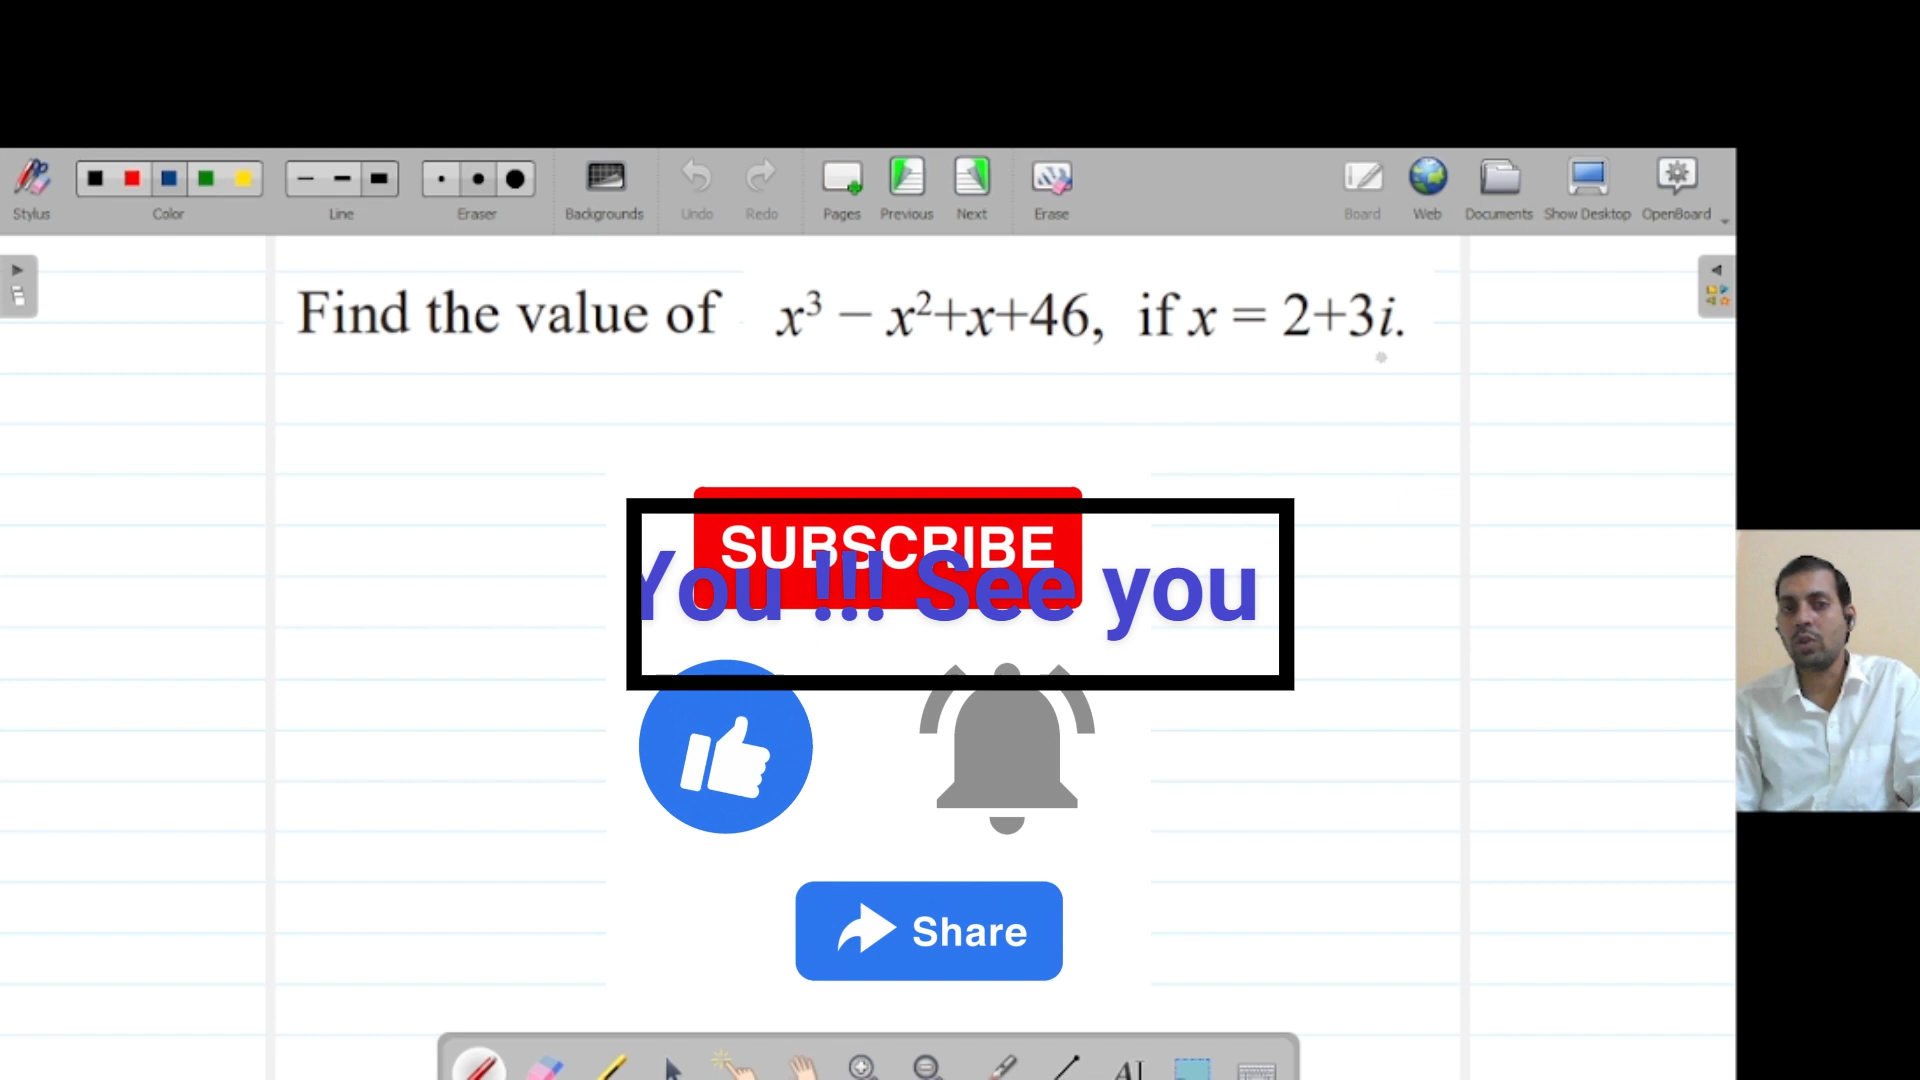 Stylus Color Line Eraser Backgrounds Undo Redo Pages Previous Next Erase Board Web Documents Show Desktop OpenBoard
Find the value of x³ − x²+x+46, if x = 2+3i.
SUBSCRIBE
You !!! See you
Share
AI